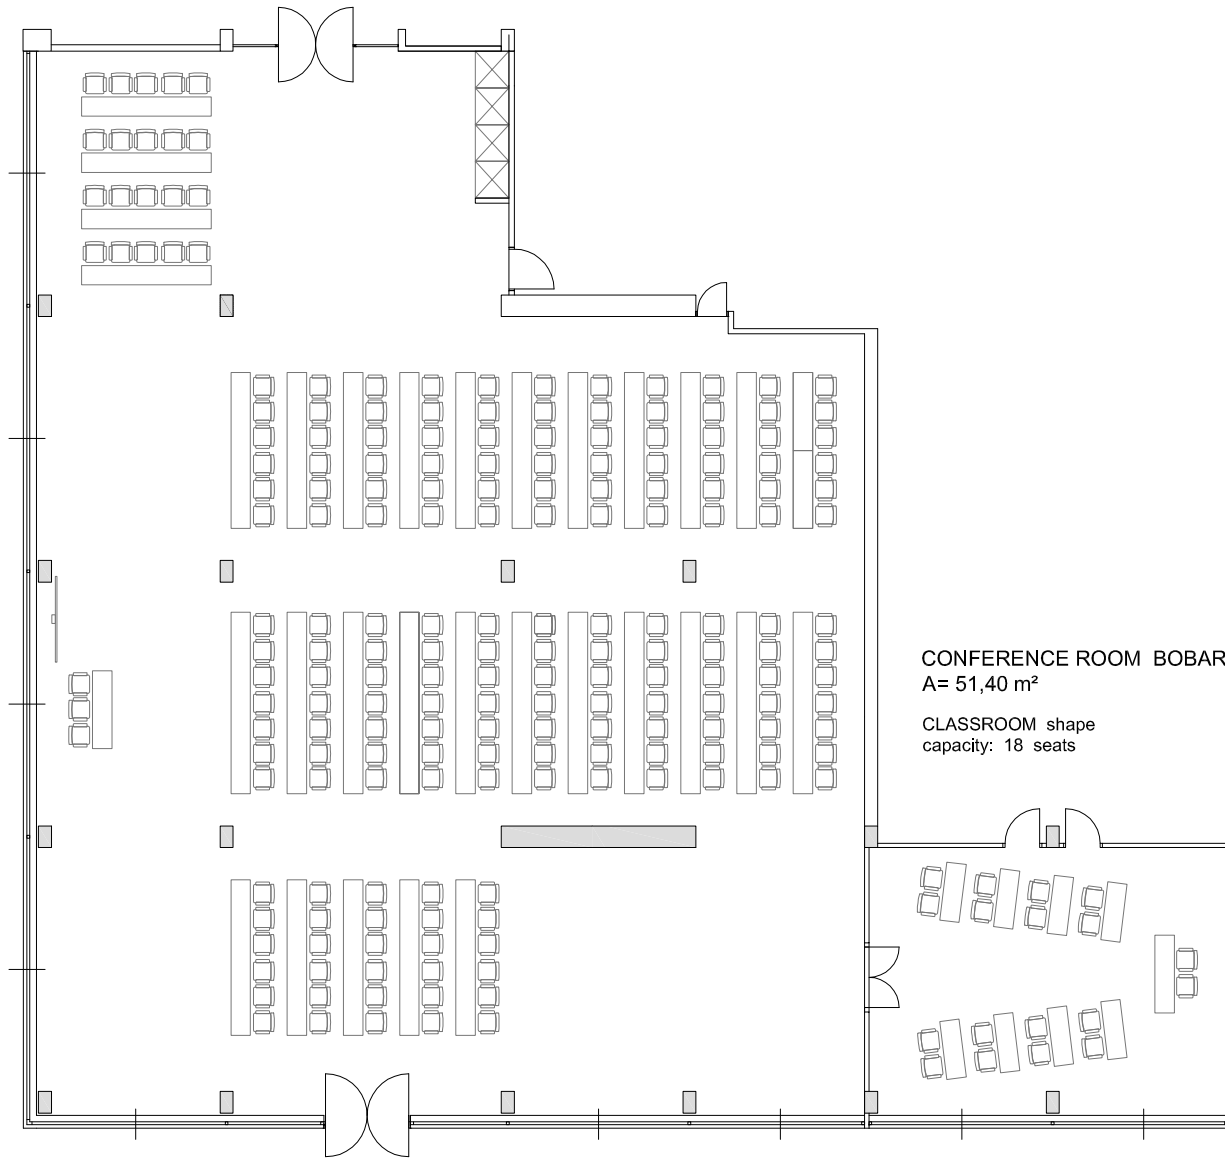 CONFERENCE ROOM BOBAR
A= 51,40 m²
CLASSROOM shape
capacity: 18 seats